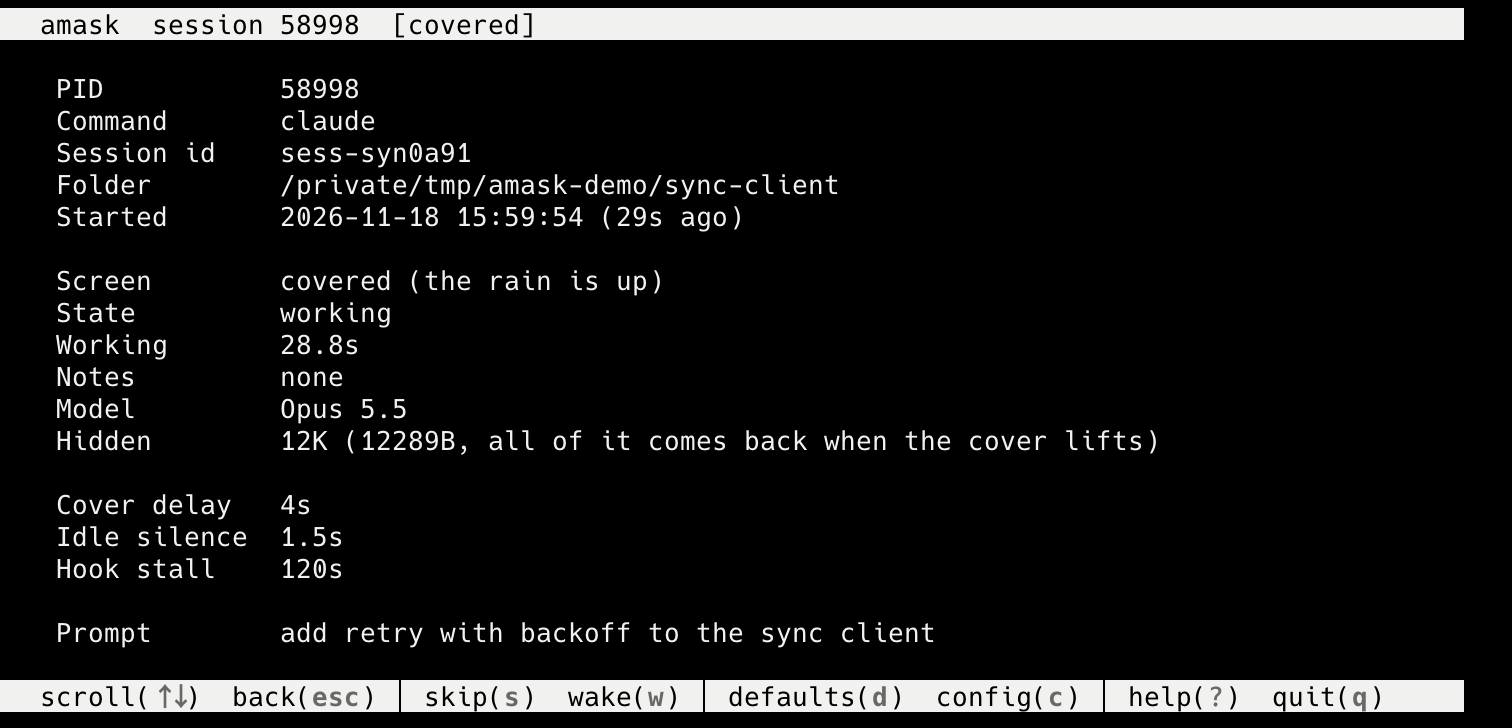 amask  session 58998  [covered]
PID 58998
Command claude
Session id sess-syn0a91
Folder /private/tmp/amask-demo/sync-client
Started 2026-11-18 15:59:54 (29s ago)
Screen covered (the rain is up)
State working
Working 28.8s
Notes none
Model Opus 5.5
Hidden 12K (12289B, all of it comes back when the cover lifts)
Cover delay 4s
Idle silence 1.5s
Hook stall 120s
Prompt add retry with backoff to the sync client
scroll(↑↓)  back(esc) │ skip(s)  wake(w) │ defaults(d)  config(c) │ help(?)  quit(q)